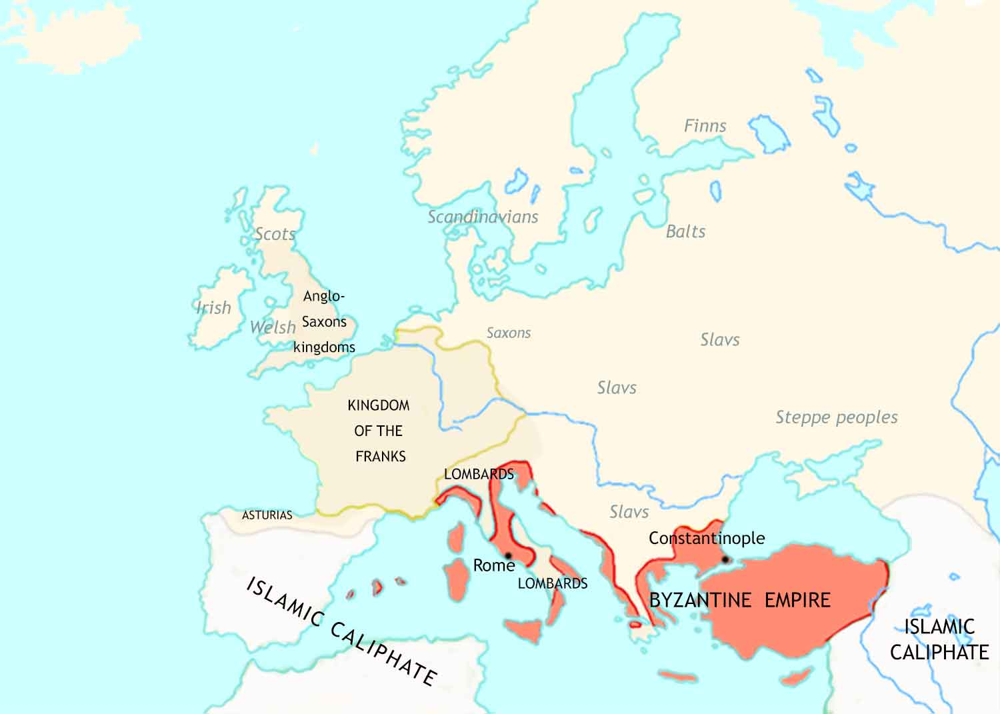 Finns
Scandinavians
Balts
Scots
Irish
Welsh
Anglo-
Saxons
kingdoms
Saxons
Slavs
Slavs
KINGDOM
OF THE
FRANKS
Steppe peoples
LOMBARDS
ASTURIAS
Slavs
Constantinople
Rome
LOMBARDS
ISLAMIC CALIPHATE
BYZANTINE EMPIRE
ISLAMIC
CALIPHATE